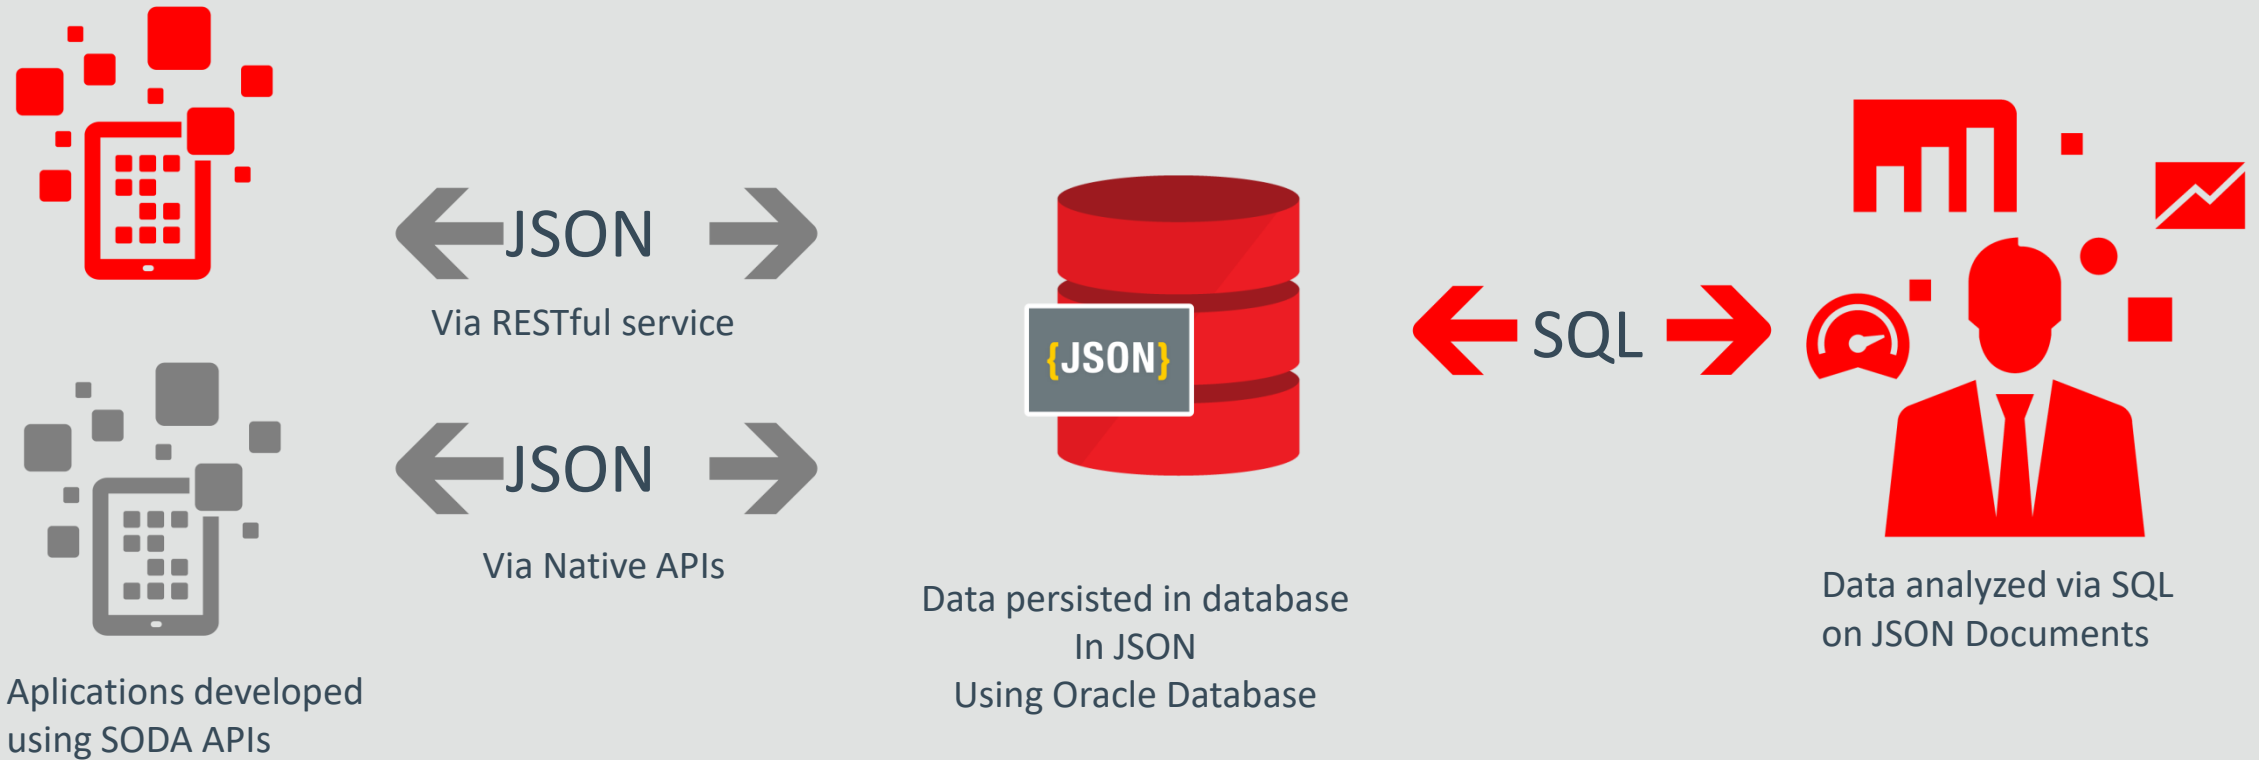 JSON
Via RESTful service
JSON
Via Native APIs
Aplications developed
using SODA APIs
{JSON}
Data persisted in database
In JSON
Using Oracle Database
SQL
Data analyzed via SQL
on JSON Documents